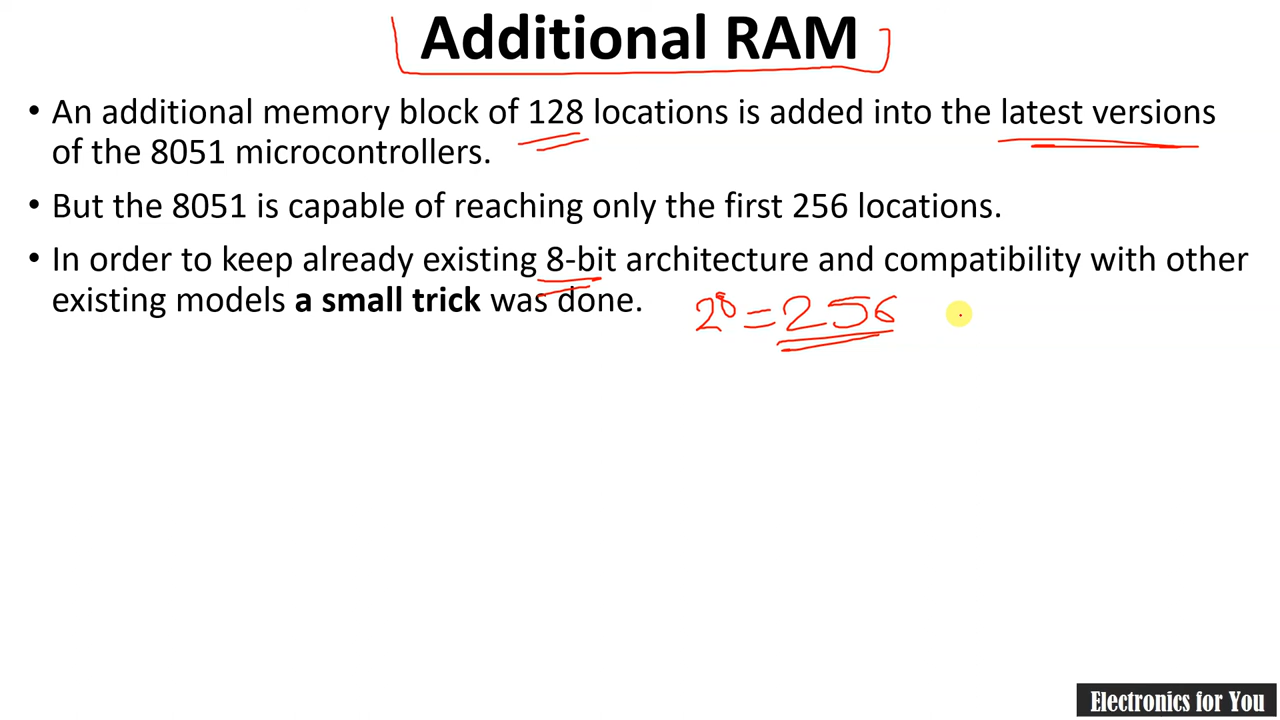 Additional RAM
• An additional memory block of 128 locations is added into the latest versions
of the 8051 microcontrollers.
• But the 8051 is capable of reaching only the first 256 locations.
• In order to keep already existing 8-bit architecture and compatibility with other
existing models a small trick was done.
2⁸ = 256
Electronics for You